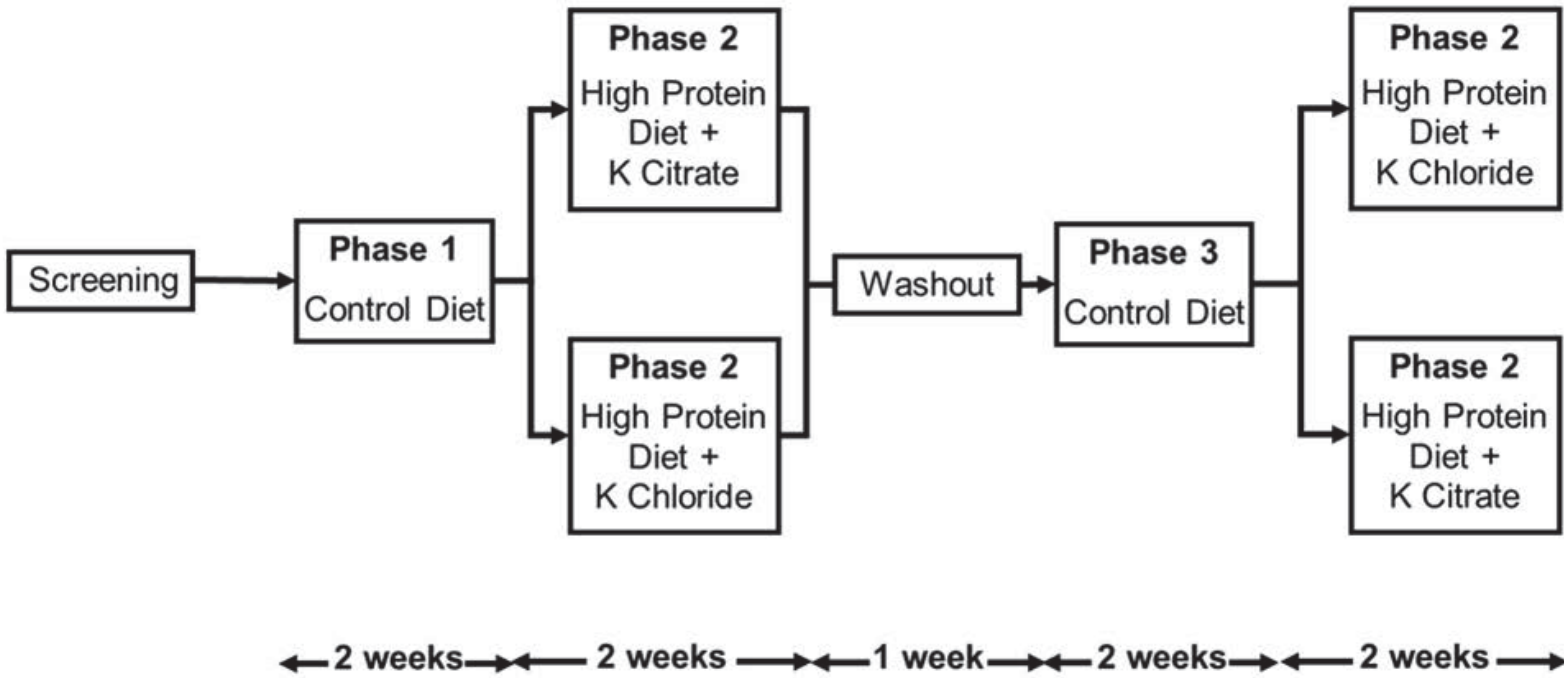 Screening
Phase 1
Control Diet
Phase 2
High Protein
Diet +
K Citrate
Phase 2
High Protein
Diet +
K Chloride
Washout
Phase 3
Control Diet
Phase 2
High Protein
Diet +
K Chloride
Phase 2
High Protein
Diet +
K Citrate
2 weeks
2 weeks
1 week
2 weeks
2 weeks